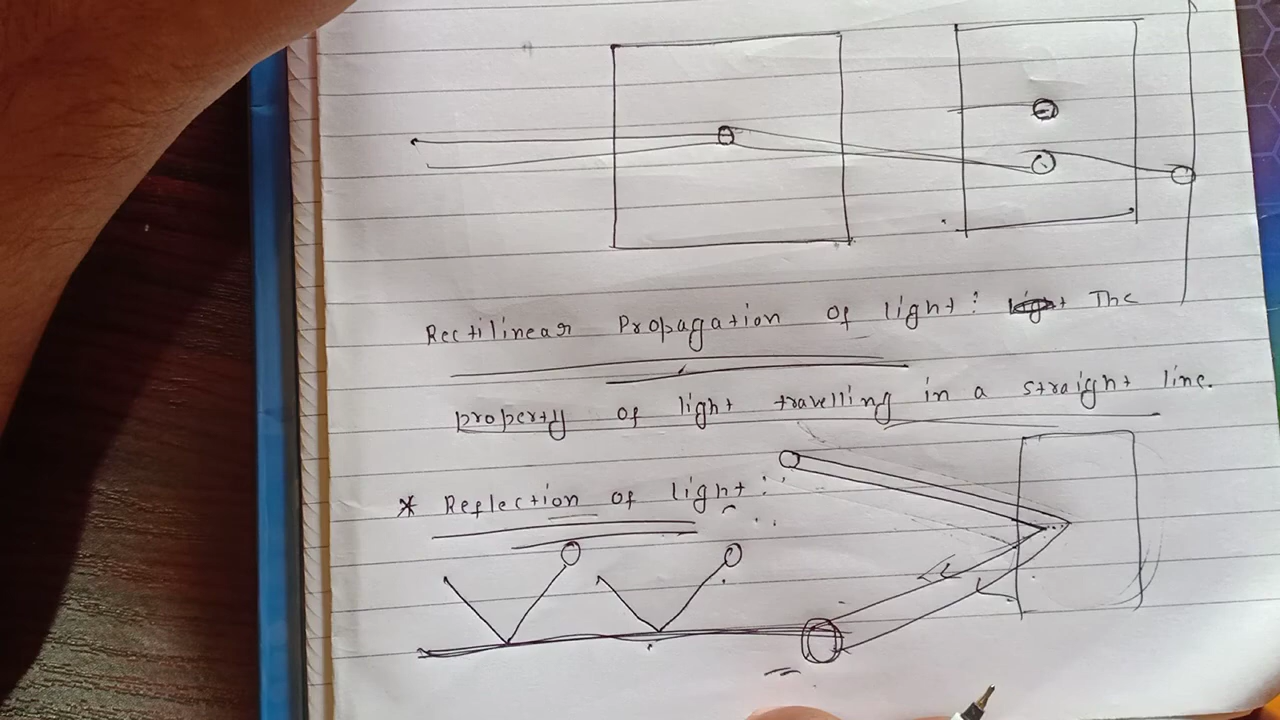 Rectilinear Propagation of light: The
property of light travelling in a straight line.
* Reflection of light: